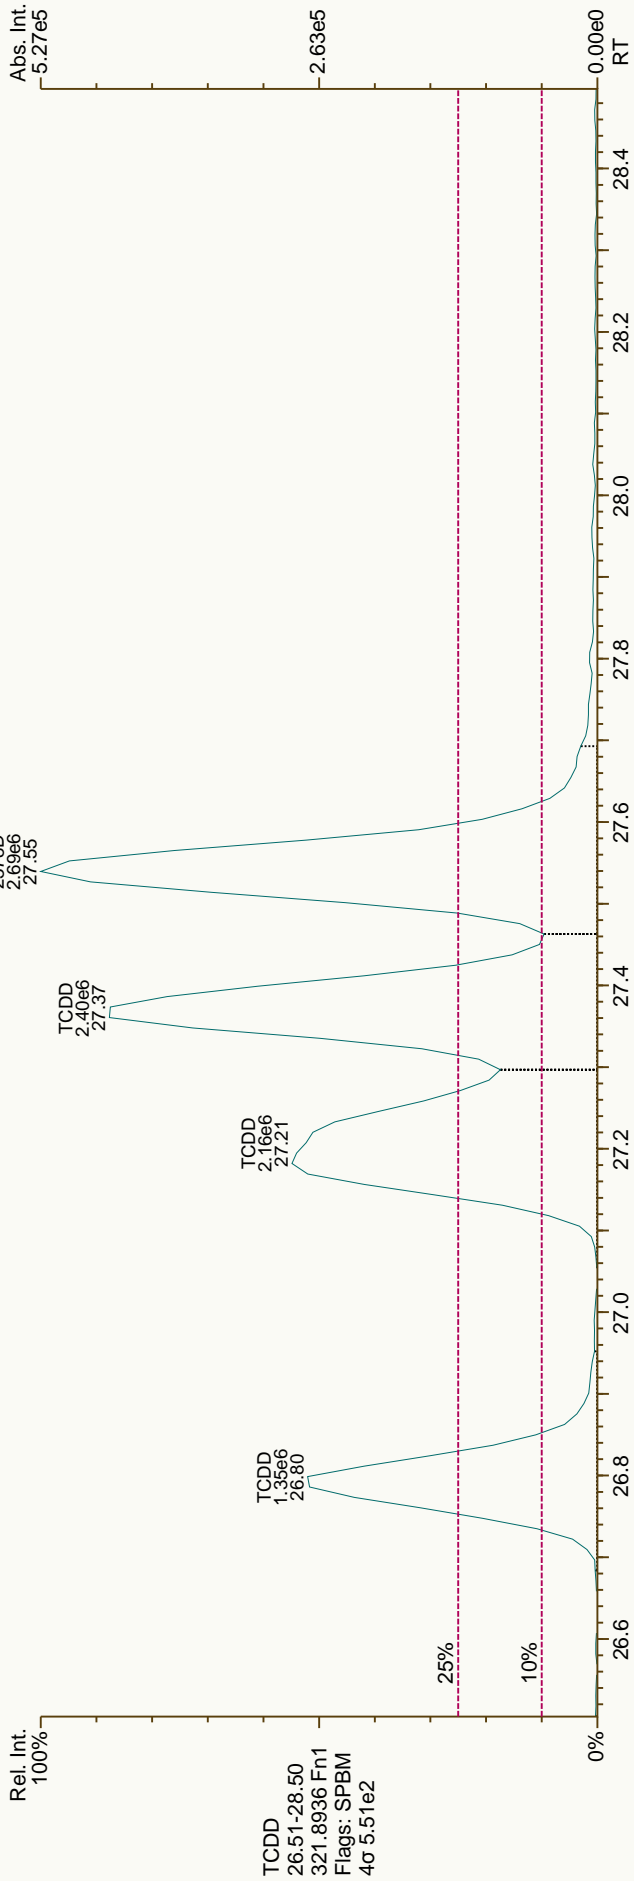 Rel. Int.
100%
0%
TCDD
26.51-28.50
321.8936 Fn1
Flags: SPBM
4σ 5.51e2
25%
10%
TCDD
1.35e6
26.80
TCDD
2.16e6
27.21
TCDD
2.40e6
27.37
2.69e6
27.55
Abs. Int.
5.27e5
2.63e5
0.00e0
26.6
26.8
27.0
27.2
27.4
27.6
27.8
28.0
28.2
28.4
RT